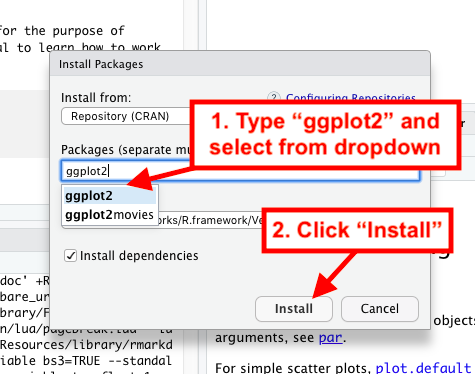 for the purpose of
al to learn how to work
Install Packages
Install from:
? Configuring Repositories
Repository (CRAN)
1. Type “ggplot2” and
select from dropdown
Packages (separate mu
ggplot2
ggplot2
ggplot2movies
orks/R.framework/Ve
2. Click “Install”
Install dependencies
Install
Cancel
doc' +R
bare_ur
brary/F
n/lua/pagebreak.lua
Resources/library/rmarkd
iable bs3=TRUE --standal
objects
arguments, see par.
For simple scatter plots, plot.default